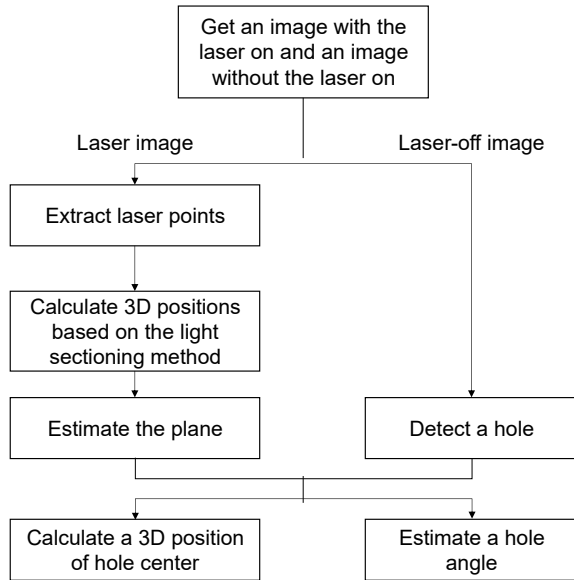 Get an image with the
laser on and an image
without the laser on
Laser image
Laser-off image
Extract laser points
Calculate 3D positions
based on the light
sectioning method
Estimate the plane
Detect a hole
Calculate a 3D position
of hole center
Estimate a hole
angle